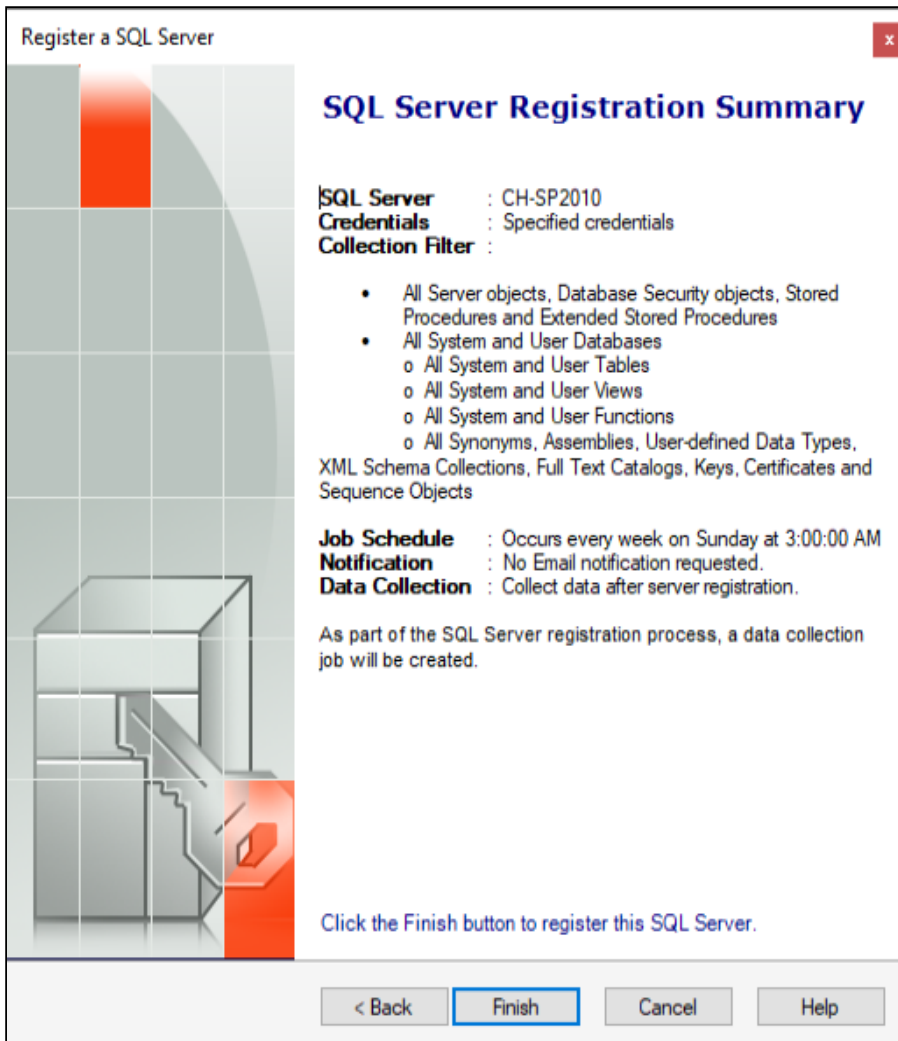 Register a SQL Server
x
SQL Server Registration Summary
SQL Server : CH-SP2010
Credentials : Specified credentials
Collection Filter :
• All Server objects, Database Security objects, Stored
Procedures and Extended Stored Procedures
• All System and User Databases
o All System and User Tables
o All System and User Views
o All System and User Functions
o All Synonyms, Assemblies, User-defined Data Types,
XML Schema Collections, Full Text Catalogs, Keys, Certificates and
Sequence Objects
Job Schedule : Occurs every week on Sunday at 3:00:00 AM
Notification : No Email notification requested.
Data Collection : Collect data after server registration.
As part of the SQL Server registration process, a data collection
job will be created.
Click the Finish button to register this SQL Server.
< Back Finish Cancel Help